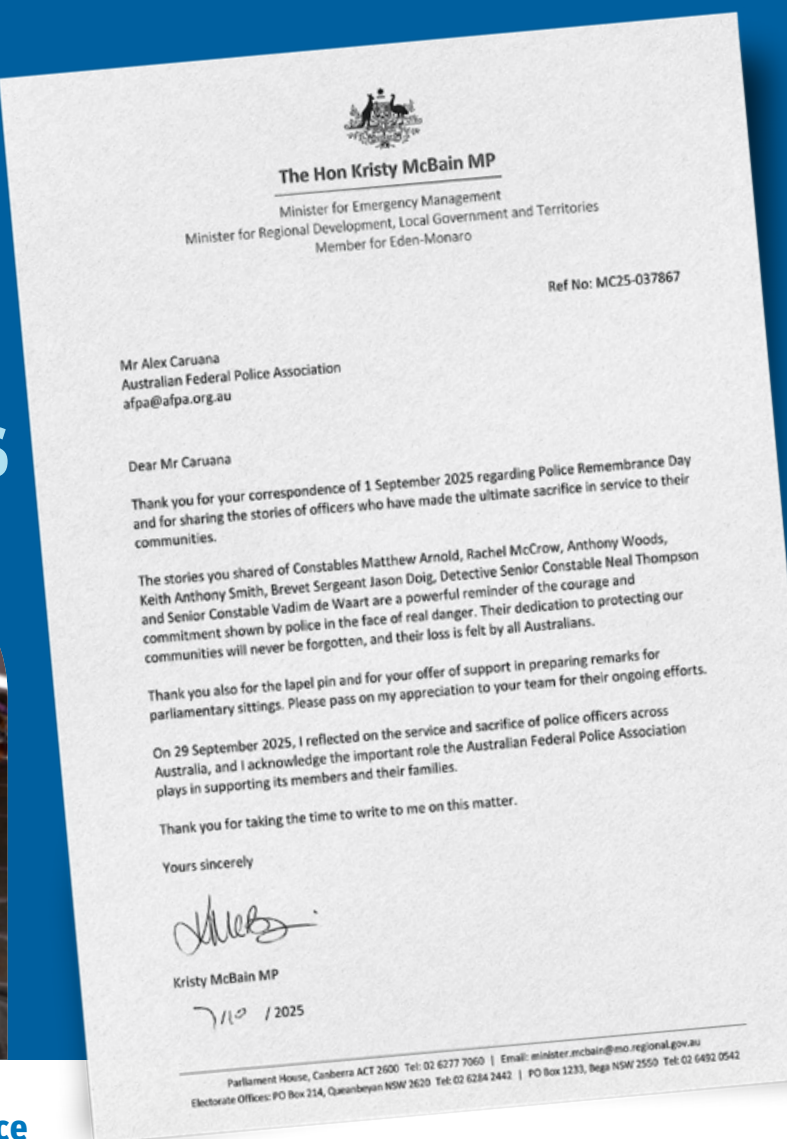 The Hon Kristy McBain MP
Minister for Emergency Management
Minister for Regional Development, Local Government and Territories
Member for Eden-Monaro
Ref No: MC25-037867
Mr Alex Caruana
Australian Federal Police Association
afpa@afpa.org.au
Dear Mr Caruana
Thank you for your correspondence of 1 September 2025 regarding Police Remembrance Day
and for sharing the stories of officers who have made the ultimate sacrifice in service to their
communities.
The stories you shared of Constables Matthew Arnold, Rachel McCrow, Anthony Woods,
Keith Anthony Smith, Brevet Sergeant Jason Doig, Detective Senior Constable Neal Thompson
and Senior Constable Vadim de Waart are a powerful reminder of the courage and
commitment shown by police in the face of real danger. Their dedication to protecting our
communities will never be forgotten, and their loss is felt by all Australians.
Thank you also for the lapel pin and for your offer of support in preparing remarks for
parliamentary sittings. Please pass on my appreciation to your team for their ongoing efforts.
On 29 September 2025, I reflected on the service and sacrifice of police officers across
Australia, and I acknowledge the important role the Australian Federal Police Association
plays in supporting its members and their families.
Thank you for taking the time to write to me on this matter.
Yours sincerely
Kristy McBain MP
7/10 / 2025
Parliament House, Canberra ACT 2600 Tel: 02 6277 7060 | Email: minister.mcbain@mo.regional.gov.au
Electorate Offices: PO Box 214, Queanbeyan NSW 2620 Tel: 02 6284 2442 | PO Box 1233, Bega NSW 2550 Tel: 02 6492 0542
s
ce